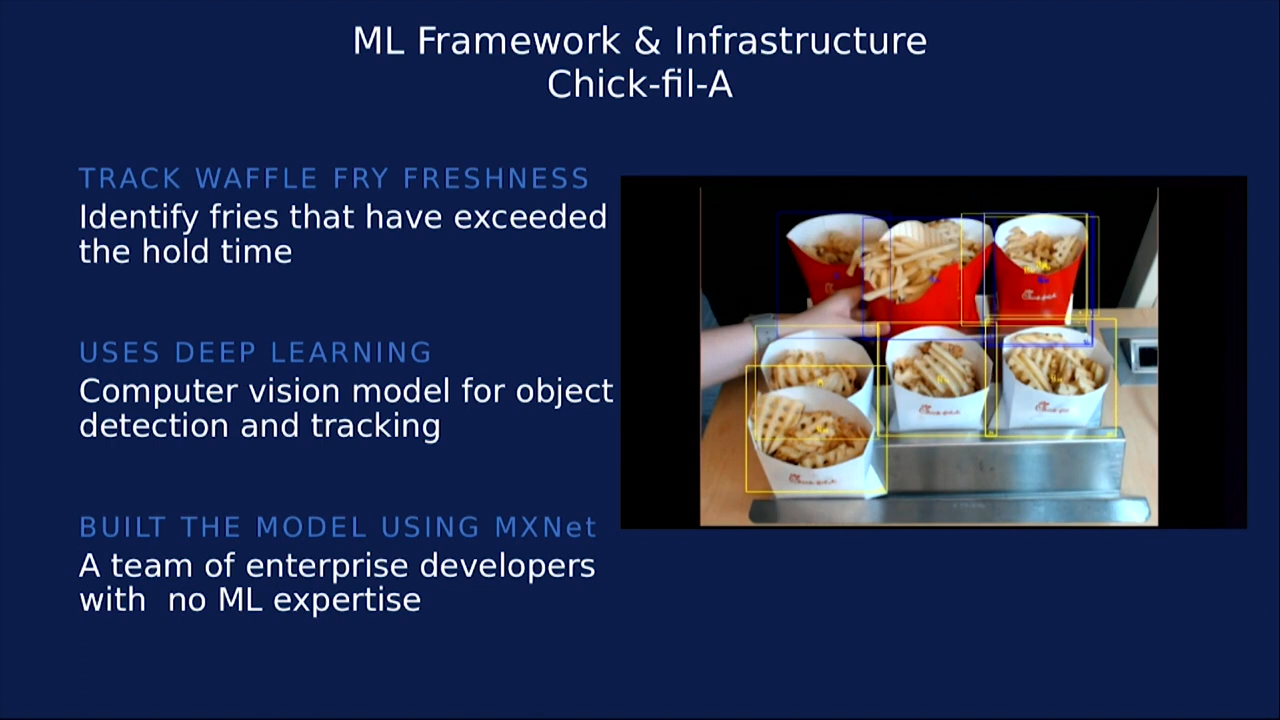 ML Framework & Infrastructure
Chick-fil-A
TRACK WAFFLE FRY FRESHNESS
Identify fries that have exceeded
the hold time
USES DEEP LEARNING
Computer vision model for object
detection and tracking
BUILT THE MODEL USING MXNet
A team of enterprise developers
with  no ML expertise